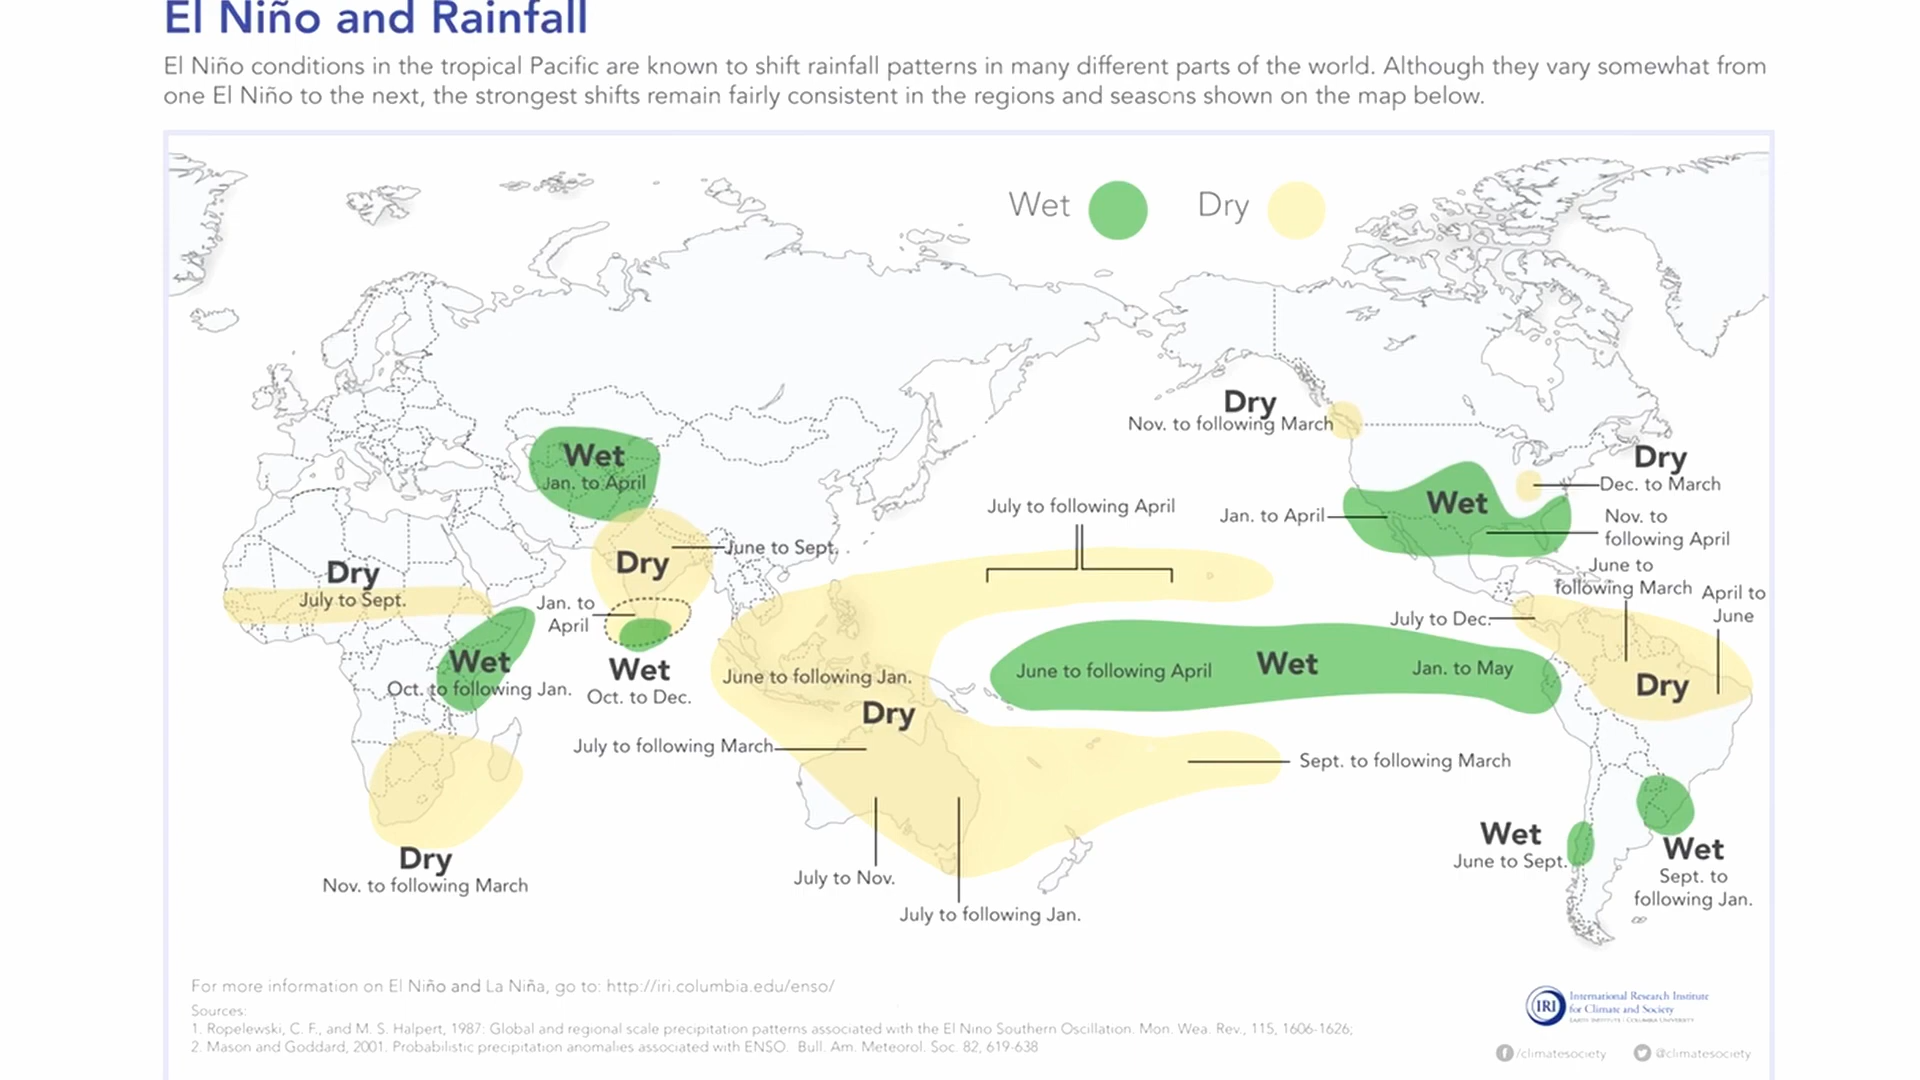 El Niño and Rainfall
El Niño conditions in the tropical Pacific are known to shift rainfall patterns in many different parts of the world. Although they vary somewhat from
one El Niño to the next, the strongest shifts remain fairly consistent in the regions and seasons shown on the map below.
Wet
Dry
Dry
Nov. to following March
Wet
Jan. to April
Dry
Dec. to March
July to following April
Jan. to April
Wet
Nov. to
following April
Dry
June to Sept.
June to
following March
April to
June
Dry
July to Sept.
Jan. to
April
July to Dec.
Wet
Oct. to following Jan.
Wet
Oct. to Dec.
June to following Jan.
Dry
June to following April
Wet
Jan. to May
Dry
July to following March
Sept. to following March
Dry
Nov. to following March
July to Nov.
July to following Jan.
Wet
June to Sept.
Wet
Sept. to
following Jan.
For more information on El Niño and La Niña, go to: http://iri.columbia.edu/enso/
Sources:
1. Ropelewski, C. F., and M. S. Halpert, 1987: Global and regional scale precipitation patterns associated with the El Nino Southern Oscillation. Mon. Wea. Rev., 115, 1606-1626;
2. Mason and Goddard, 2001. Probabilistic precipitation anomalies associated with ENSO. Bull. Am. Meteorol. Soc. 82, 619-638
IRI
International Research Institute
for Climate and Society
EARTH INSTITUTE | COLUMBIA UNIVERSITY
/climatesociety
@climatesociety